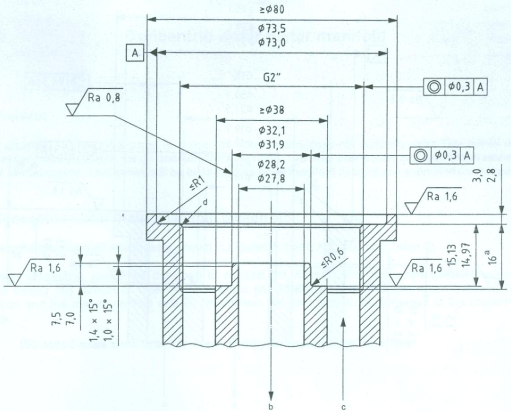 ≥Φ80
Φ73,5
Φ73,0
A
G2"
Φ0,3 A
Ra 0,8
≥Φ38
Φ32,1
Φ31,9
Φ0,3 A
Φ28,2
Φ27,8
≤R1
d
Ra 1,6
3,0
2,8
≤R0,6
Ra 1,6
Ra 1,6
15,13
14,97
16ª
7,5
7,0
1,4 × 15°
1,0 × 15°
b
c